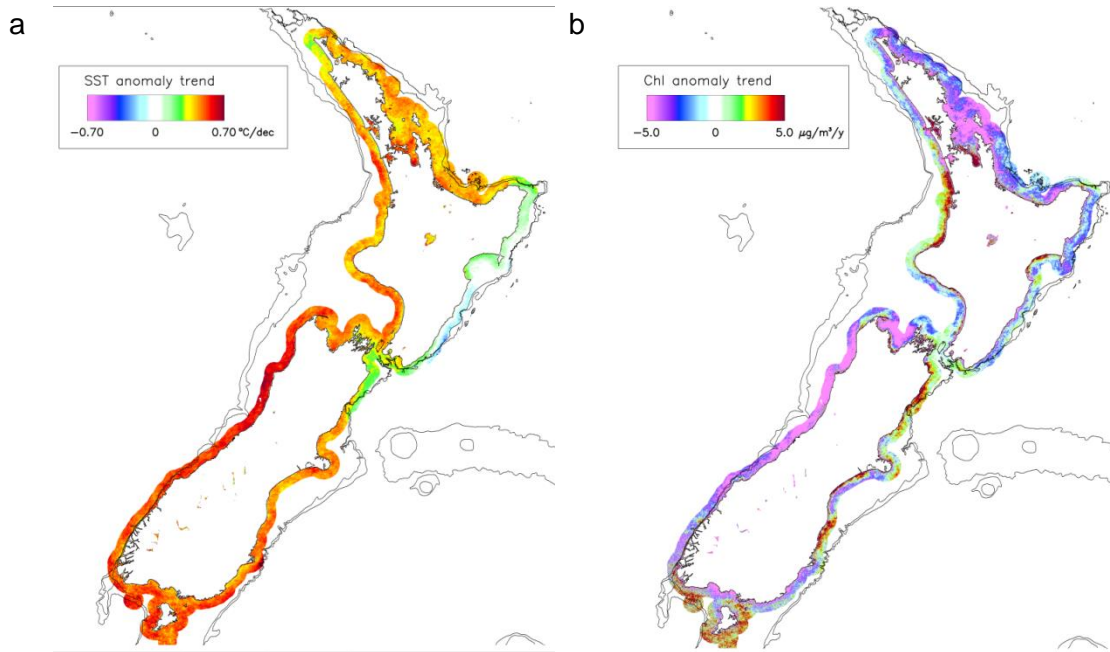 a
SST anomaly trend
−0.70 0 0.70 °C/dec
b
Chl anomaly trend
−5.0 0 5.0 μg/m³/y